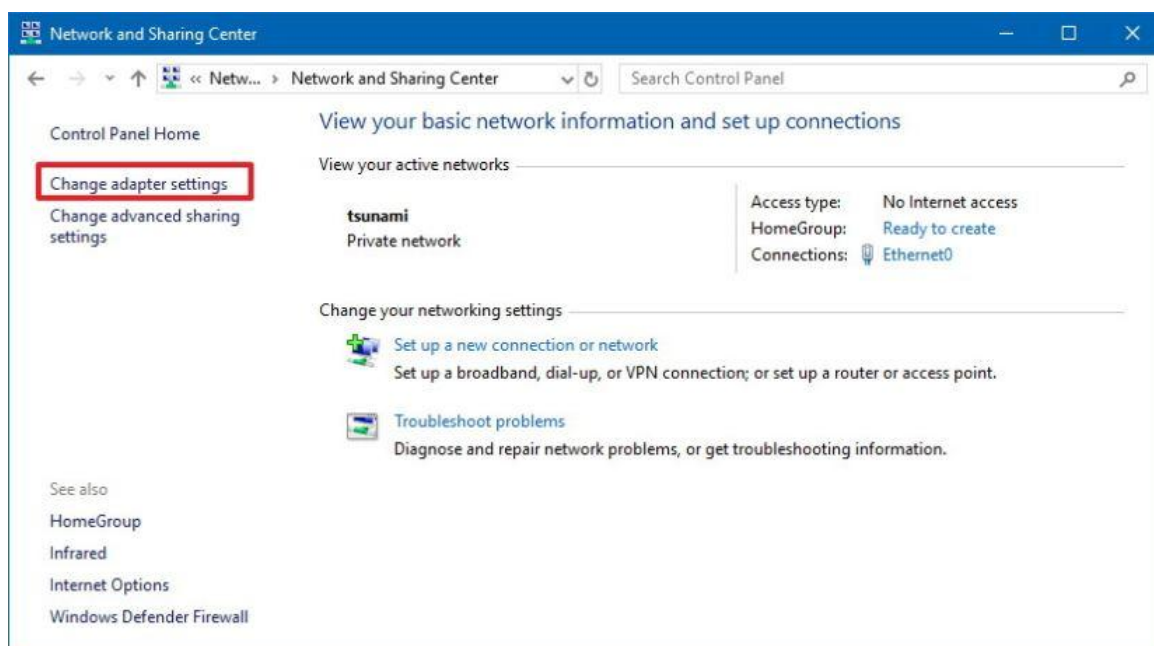 Network and Sharing Center
« Netw... › Network and Sharing Center
Search Control Panel
Control Panel Home
Change adapter settings
Change advanced sharing
settings
View your basic network information and set up connections
View your active networks
tsunami
Private network
Access type: No Internet access
HomeGroup: Ready to create
Connections: Ethernet0
Change your networking settings
Set up a new connection or network
Set up a broadband, dial-up, or VPN connection; or set up a router or access point.
Troubleshoot problems
Diagnose and repair network problems, or get troubleshooting information.
See also
HomeGroup
Infrared
Internet Options
Windows Defender Firewall